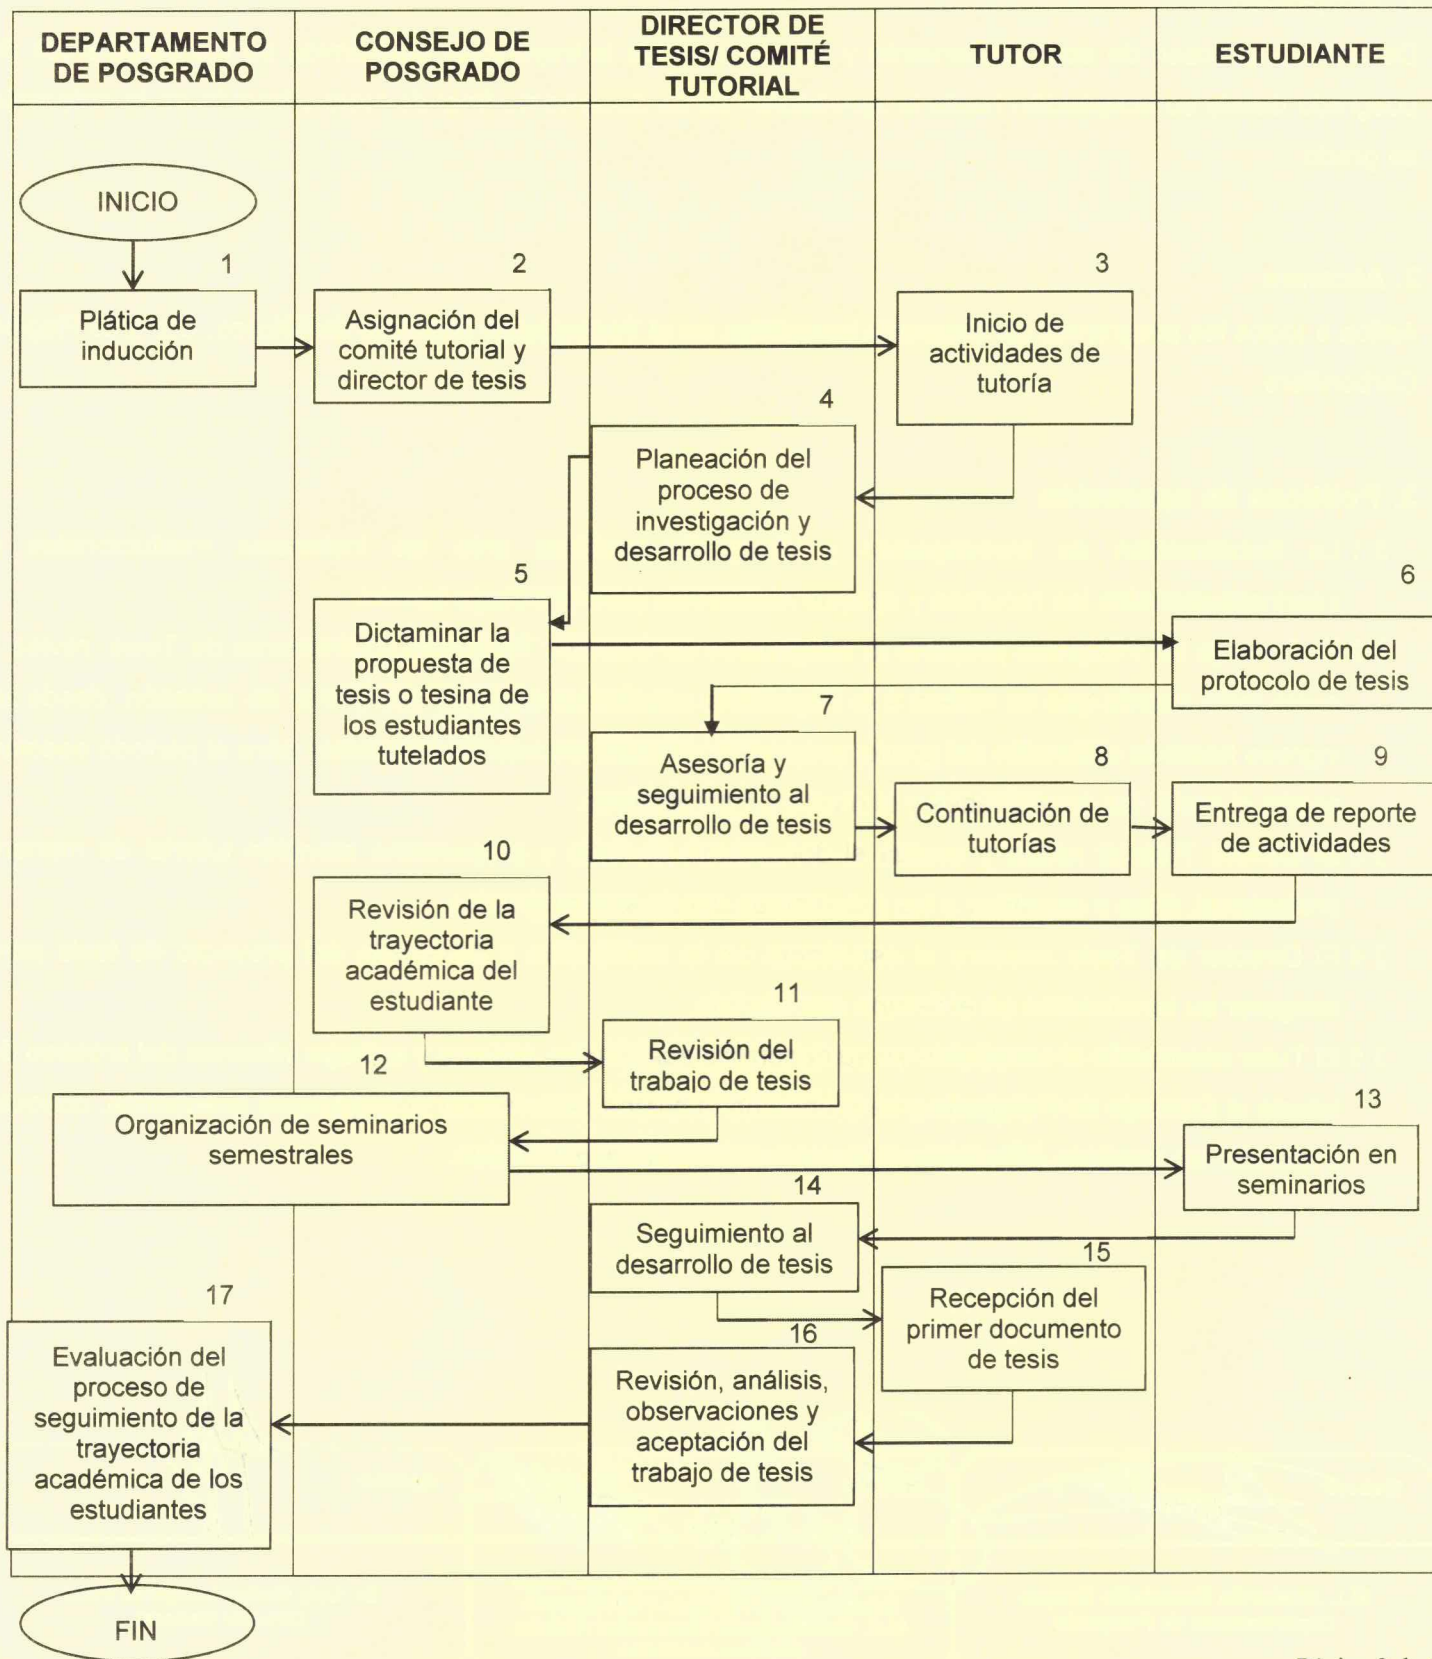 DEPARTAMENTO
DE POSGRADO
CONSEJO DE
POSGRADO
DIRECTOR DE
TESIS/ COMITÉ
TUTORIAL
TUTOR
ESTUDIANTE
INICIO
1
Plática de
inducción
2
Asignación del
comité tutorial y
director de tesis
3
Inicio de
actividades de
tutoría
4
Planeación del
proceso de
investigación y
desarrollo de tesis
5
Dictaminar la
propuesta de
tesis o tesina de
los estudiantes
tutelados
6
Elaboración del
protocolo de tesis
7
Asesoría y
seguimiento al
desarrollo de tesis
8
Continuación de
tutorías
9
Entrega de reporte
de actividades
10
Revisión de la
trayectoria
académica del
estudiante
11
Revisión del
trabajo de tesis
12
Organización de seminarios
semestrales
13
Presentación en
seminarios
14
Seguimiento al
desarrollo de tesis
15
Recepción del
primer documento
de tesis
16
Revisión, análisis,
observaciones y
aceptación del
trabajo de tesis
17
Evaluación del
proceso de
seguimiento de la
trayectoria
académica de los
estudiantes
FIN